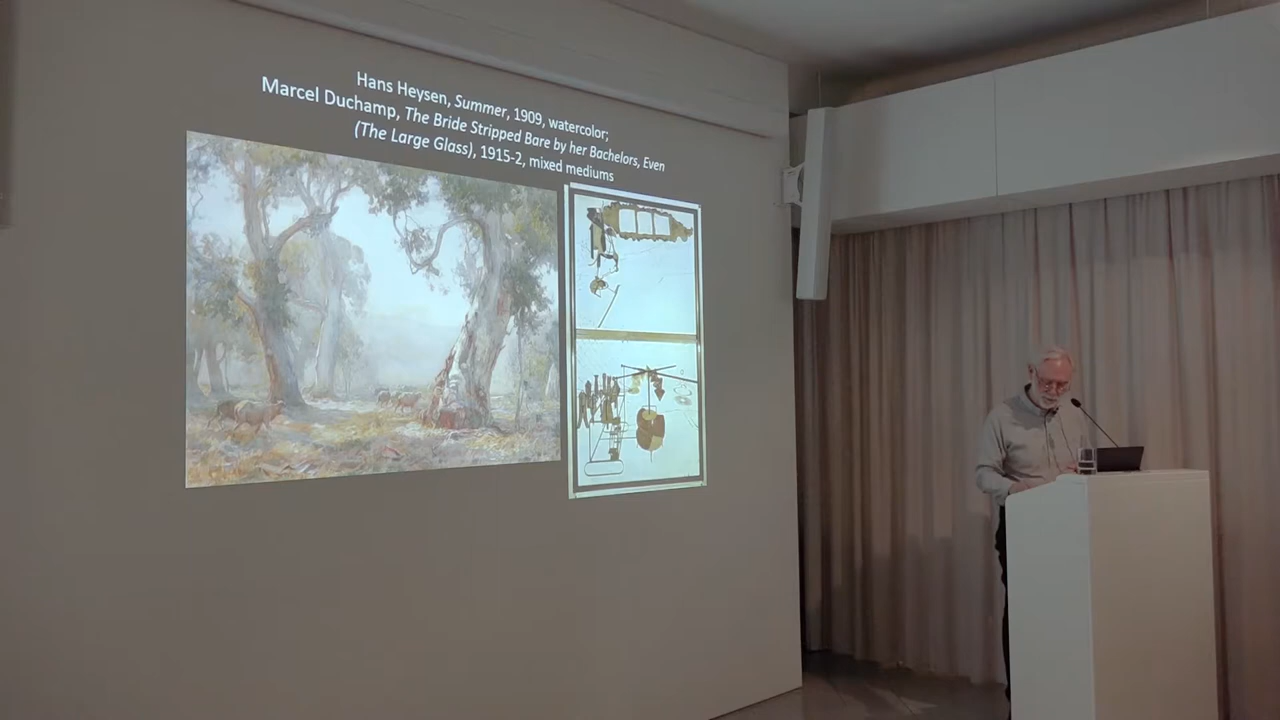 Hans Heysen, Summer, 1909, watercolor;
Marcel Duchamp, The Bride Stripped Bare by her Bachelors, Even
(The Large Glass), 1915-2, mixed mediums